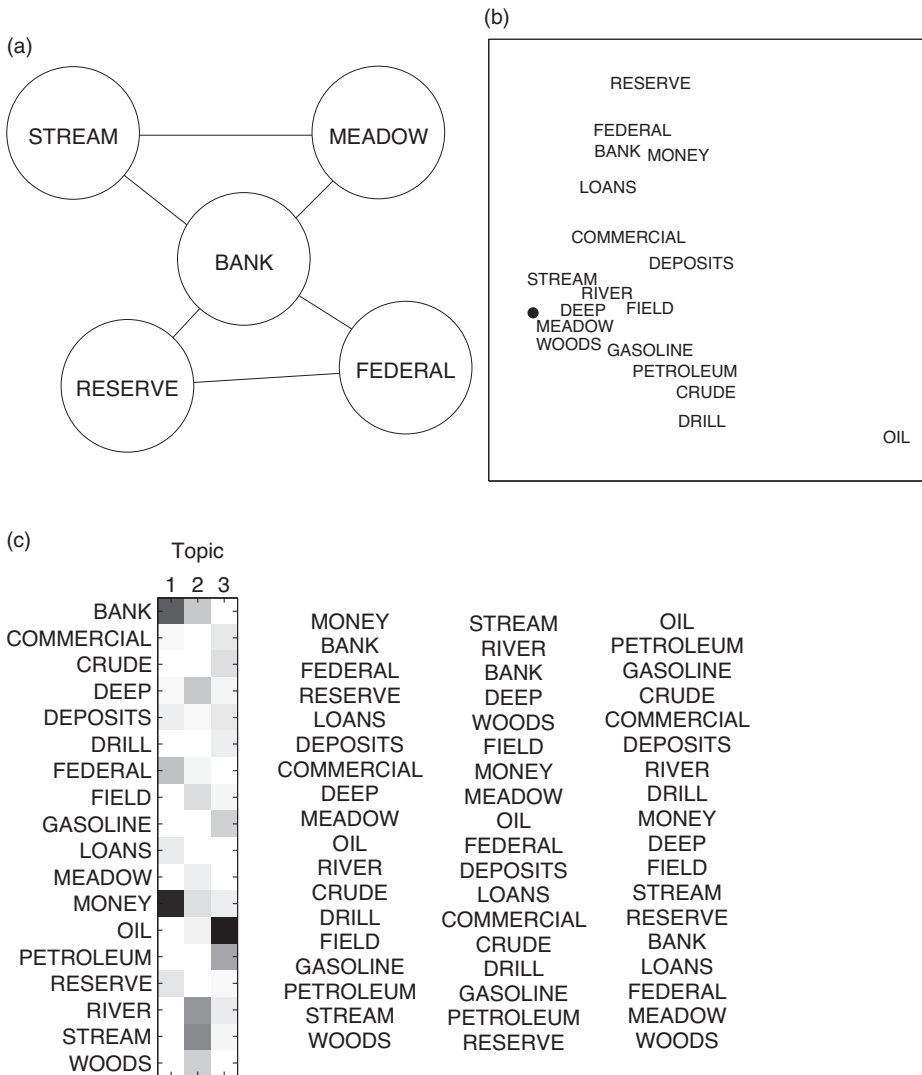 (a)
STREAM
MEADOW
BANK
RESERVE
FEDERAL
(b)
RESERVE
FEDERAL
BANK MONEY
LOANS
COMMERCIAL
DEPOSITS
STREAM
RIVER
DEEP FIELD
MEADOW
WOODS GASOLINE
PETROLEUM
CRUDE
DRILL
OIL
(c)
Topic
1 2 3
BANK
COMMERCIAL
CRUDE
DEEP
DEPOSITS
DRILL
FEDERAL
FIELD
GASOLINE
LOANS
MEADOW
MONEY
OIL
PETROLEUM
RESERVE
RIVER
STREAM
WOODS
MONEY
BANK
FEDERAL
RESERVE
LOANS
DEPOSITS
COMMERCIAL
DEEP
MEADOW
OIL
RIVER
CRUDE
DRILL
FIELD
GASOLINE
PETROLEUM
STREAM
WOODS
STREAM
RIVER
BANK
DEEP
WOODS
FIELD
MONEY
MEADOW
OIL
FEDERAL
DEPOSITS
LOANS
COMMERCIAL
CRUDE
DRILL
GASOLINE
PETROLEUM
RESERVE
OIL
PETROLEUM
GASOLINE
CRUDE
COMMERCIAL
DEPOSITS
RIVER
DRILL
MONEY
DEEP
FIELD
STREAM
RESERVE
BANK
LOANS
FEDERAL
MEADOW
WOODS